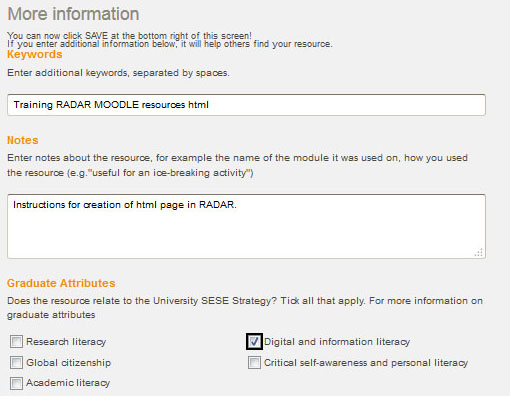 More information
You can now click SAVE at the bottom right of this screen!
If you enter additional information below, it will help others find your resource.
Keywords
Enter additional keywords, separated by spaces.
Training RADAR MOODLE resources html
Notes
Enter notes about the resource, for example the name of the module it was used on, how you used
the resource (e.g."useful for an ice-breaking activity")
Instructions for creation of html page in RADAR.
Graduate Attributes
Does the resource relate to the University SESE Strategy? Tick all that apply. For more information on
graduate attributes
Research literacy
Digital and information literacy
Global citizenship
Critical self-awareness and personal literacy
Academic literacy